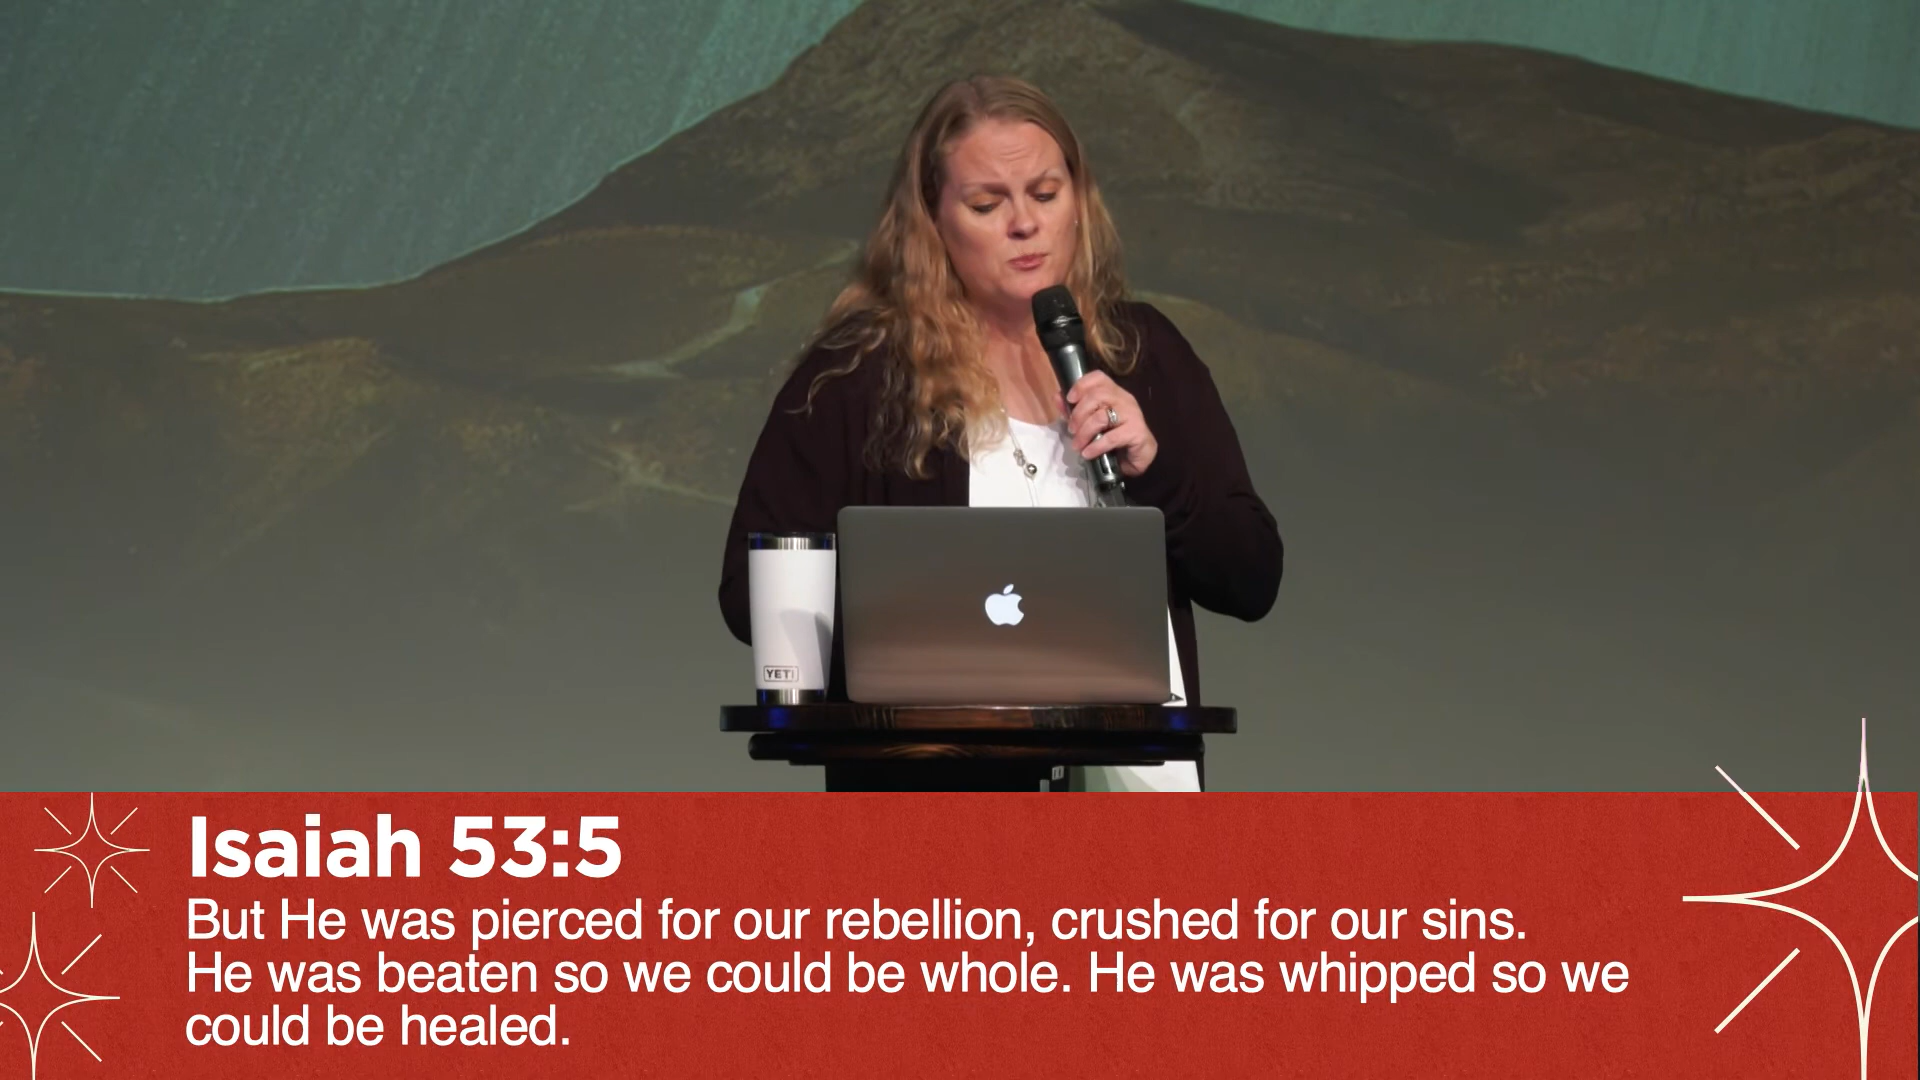 YETI
Isaiah 53:5
But He was pierced for our rebellion, crushed for our sins.
He was beaten so we could be whole. He was whipped so we
could be healed.